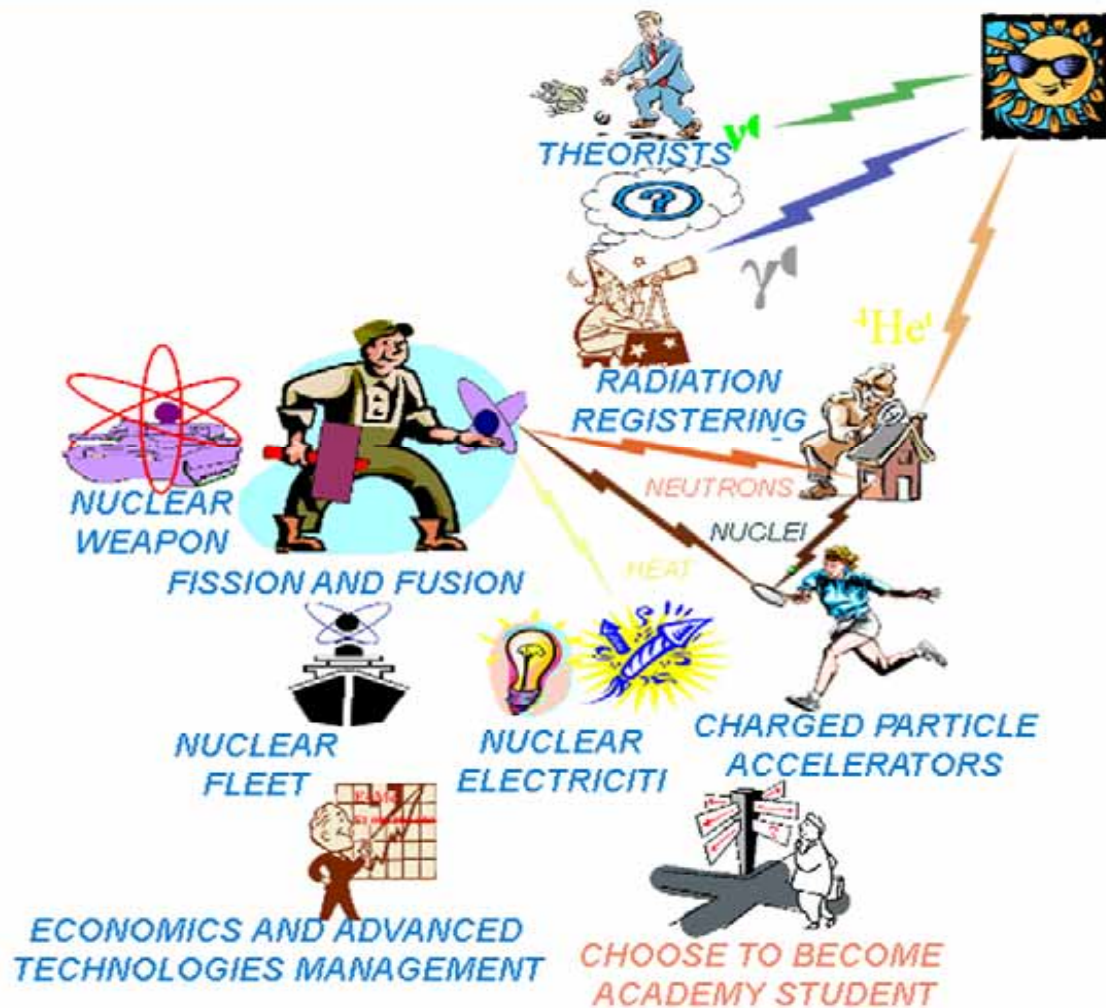 THEORISTS
ν
?
γ
⁴He
RADIATION
REGISTERING
NEUTRONS
NUCLEI
NUCLEAR
WEAPON
FISSION AND FUSION
HEAT
NUCLEAR
FLEET
NUCLEAR
ELECTRICITI
CHARGED PARTICLE
ACCELERATORS
ECONOMICS AND ADVANCED
TECHNOLOGIES MANAGEMENT
?
CHOOSE TO BECOME
ACADEMY STUDENT